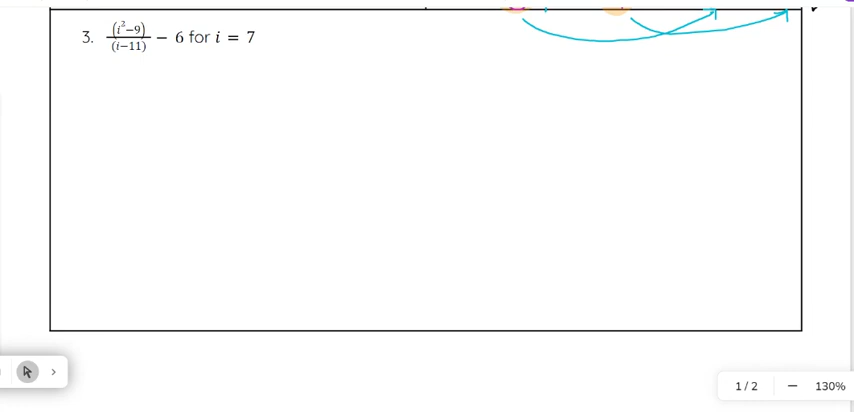 3. (i²−9)/(i−11) − 6 for i = 7
1 / 2 − 130%